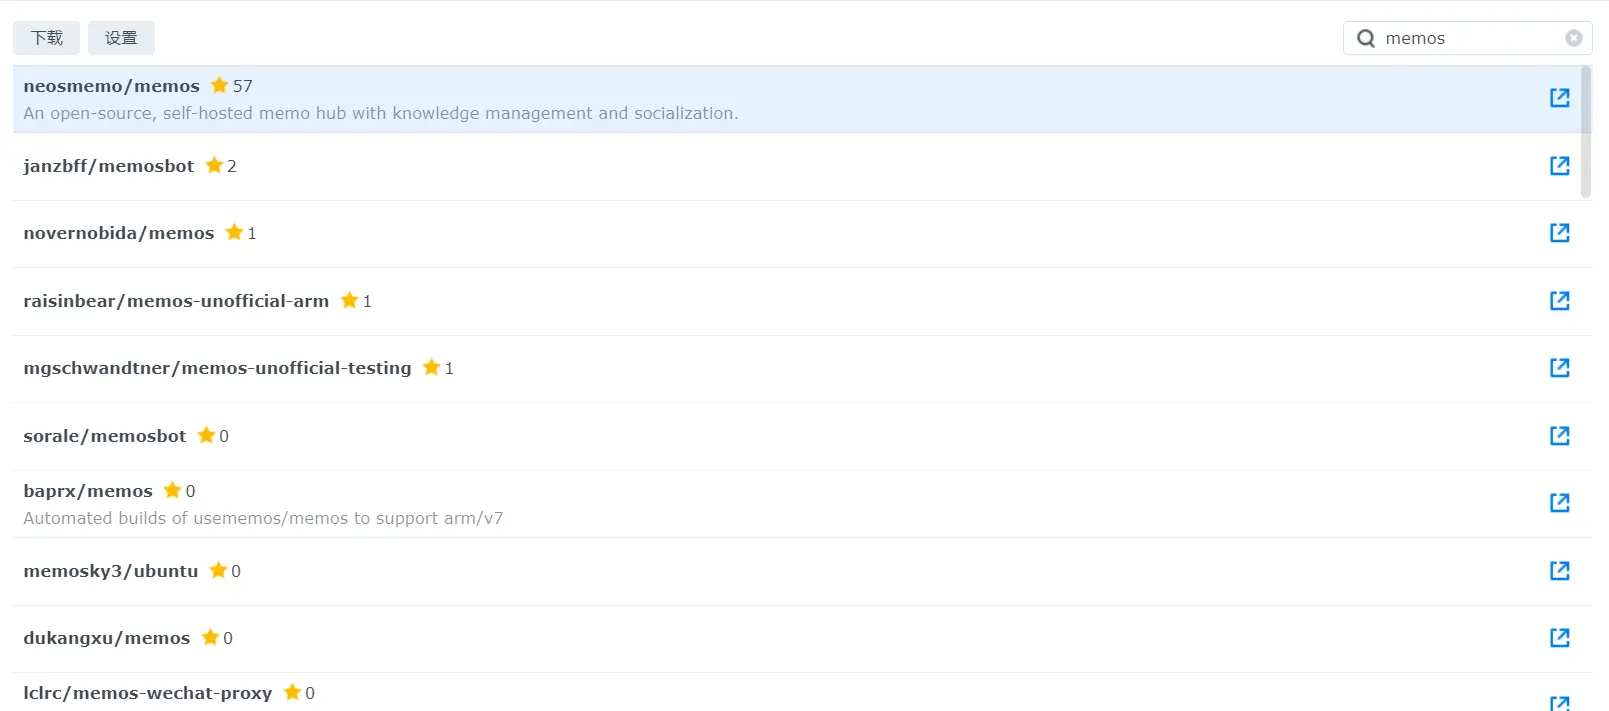 下载 设置 memos
neosmemo/memos 57
An open-source, self-hosted memo hub with knowledge management and socialization.
janzbff/memosbot 2
novernobida/memos 1
raisinbear/memos-unofficial-arm 1
mgschwandtner/memos-unofficial-testing 1
sorale/memosbot 0
baprx/memos 0
Automated builds of usememos/memos to support arm/v7
memosky3/ubuntu 0
dukangxu/memos 0
lclrc/memos-wechat-proxy 0